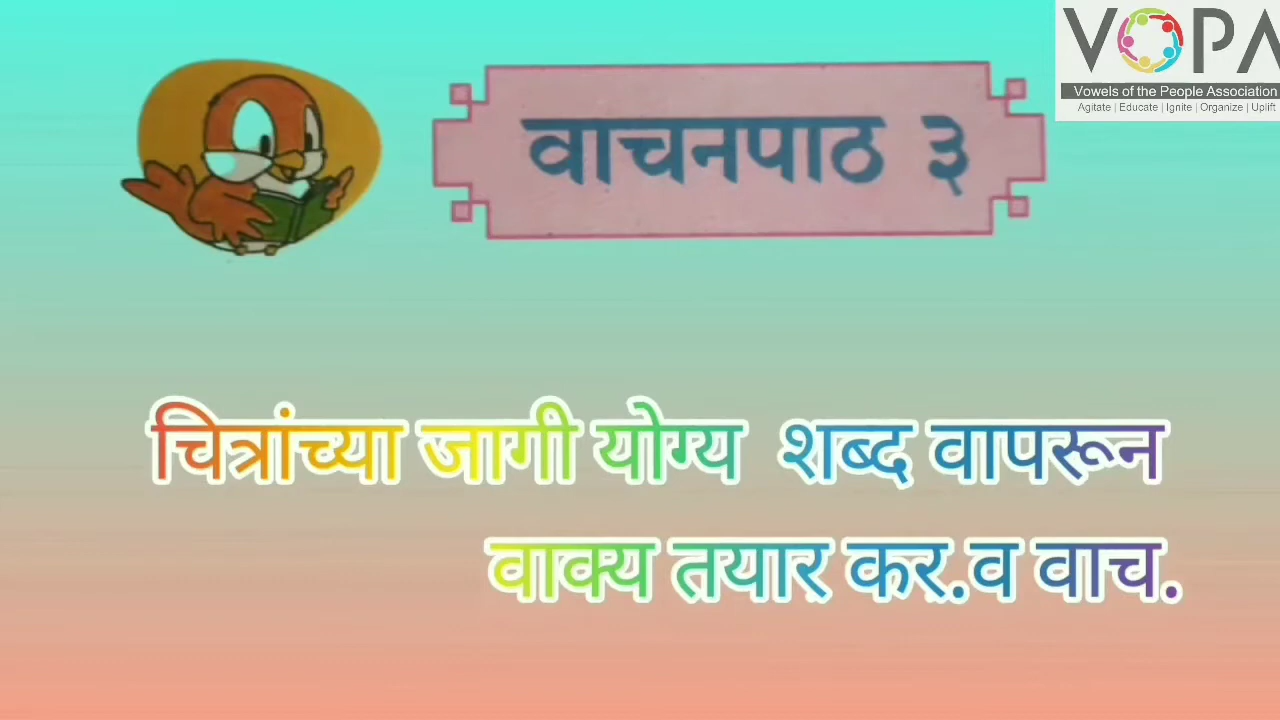 VOPA
Vowels of the People Association
Agitate | Educate | Ignite | Organize | Uplift
वाचनपाठ ३
चित्रांच्या जागी योग्य शब्द वापरून
वाक्य तयार कर.व वाच.